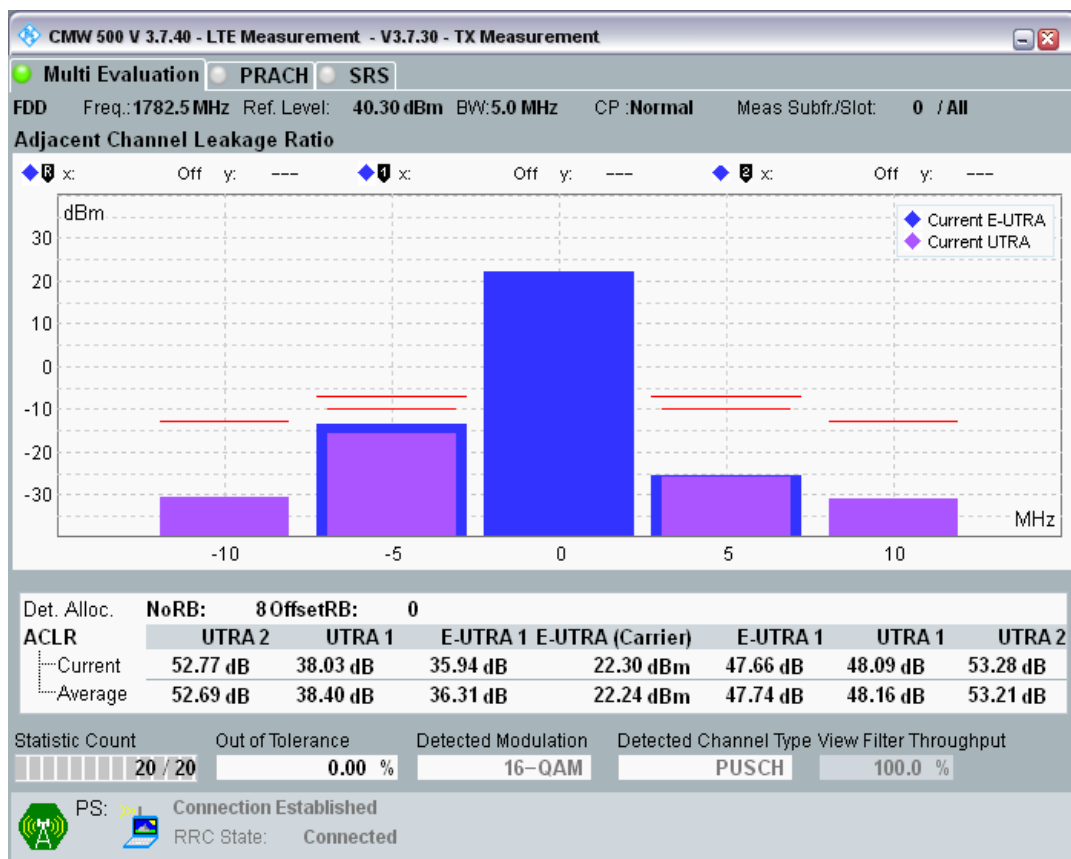 CMW 500 V 3.7.40 - LTE Measurement - V3.7.30 - TX Measurement
Multi Evaluation PRACH SRS
FDD Freq.: 1782.5 MHz Ref. Level: 40.30 dBm BW: 5.0 MHz CP : Normal Meas Subfr./Slot: 0 / All
Adjacent Channel Leakage Ratio
R x: Off y: --- 1 x: Off y: --- 2 x: Off y: ---
dBm
Current E-UTRA
Current UTRA
30
20
10
0
-10
-20
-30
MHz
-10 -5 0 5 10
Det. Alloc. NoRB: 8 OffsetRB: 0
ACLR UTRA 2 UTRA 1 E-UTRA 1 E-UTRA (Carrier) E-UTRA 1 UTRA 1 UTRA 2
Current 52.77 dB 38.03 dB 35.94 dB 22.30 dBm 47.66 dB 48.09 dB 53.28 dB
Average 52.69 dB 38.40 dB 36.31 dB 22.24 dBm 47.74 dB 48.16 dB 53.21 dB
Statistic Count Out of Tolerance Detected Modulation Detected Channel Type View Filter Throughput
20 / 20 0.00 % 16-QAM PUSCH 100.0 %
PS: Connection Established
RRC State: Connected